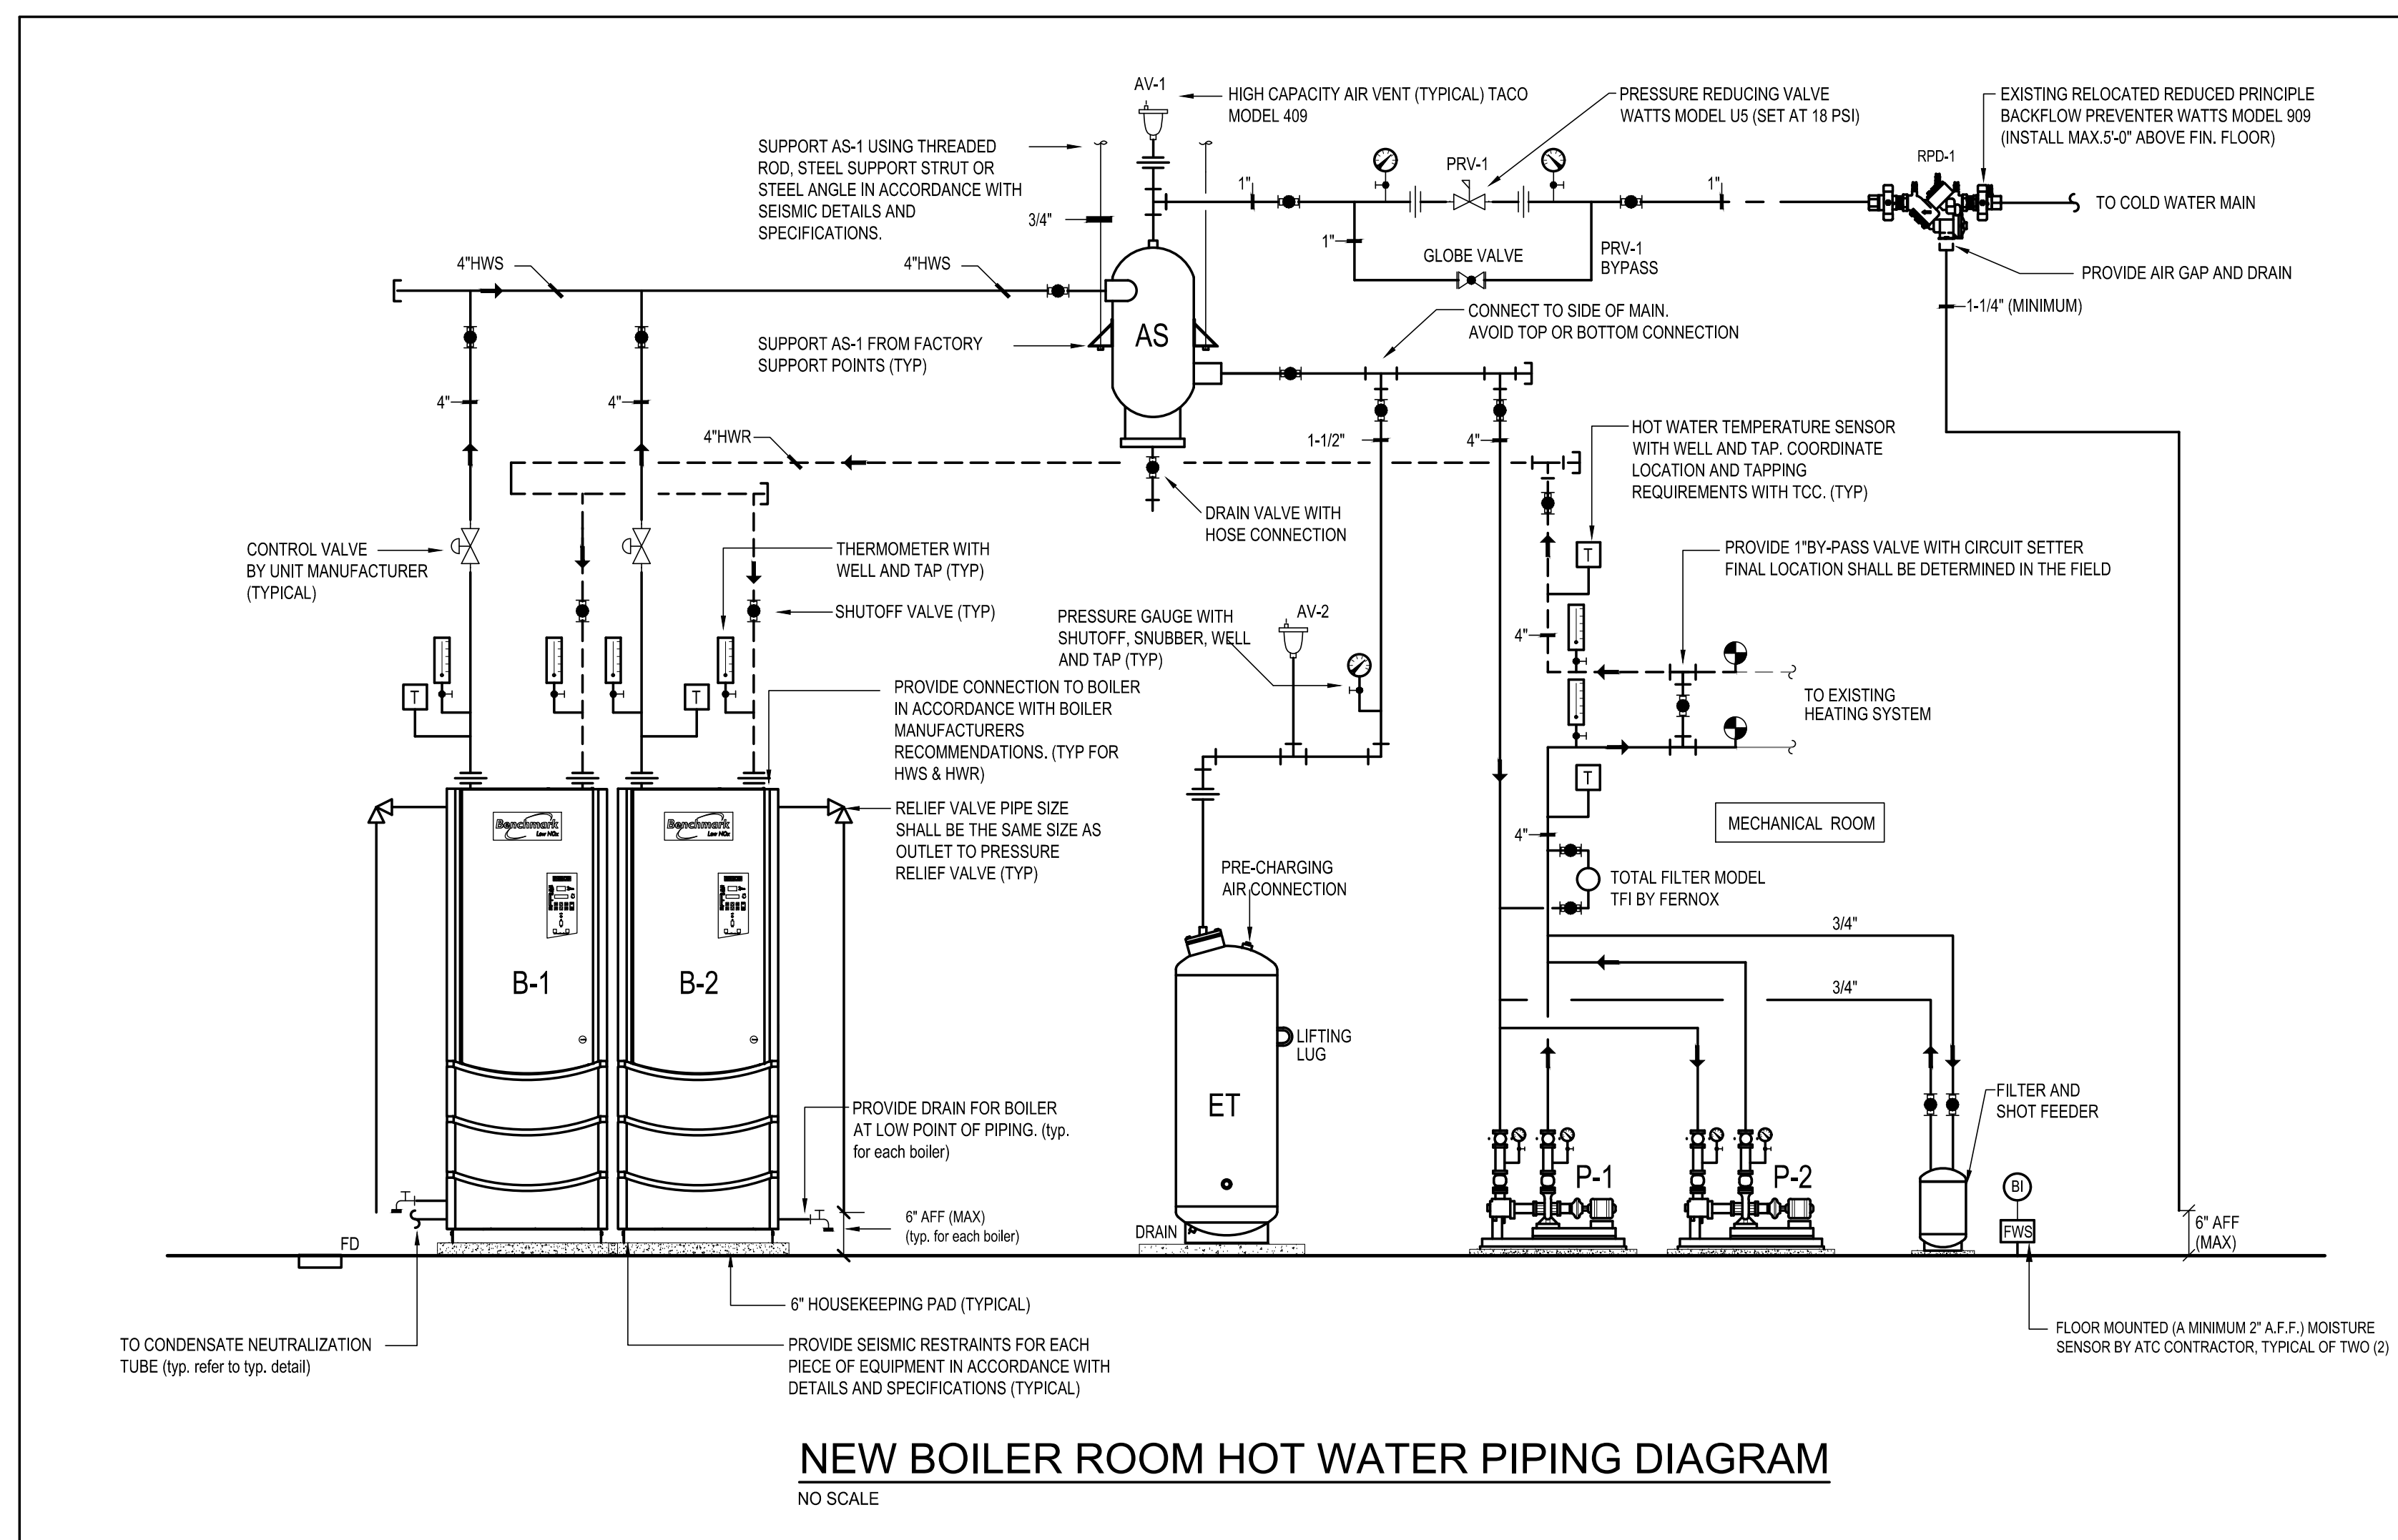 AV-1
HIGH CAPACITY AIR VENT (TYPICAL) TACO
MODEL 409
PRESSURE REDUCING VALVE
WATTS MODEL U5 (SET AT 18 PSI)
EXISTING RELOCATED REDUCED PRINCIPLE
BACKFLOW PREVENTER WATTS MODEL 909
(INSTALL MAX.5'-0" ABOVE FIN. FLOOR)
SUPPORT AS-1 USING THREADED
ROD, STEEL SUPPORT STRUT OR
STEEL ANGLE IN ACCORDANCE WITH
SEISMIC DETAILS AND
SPECIFICATIONS.
3/4"
1"
PRV-1
1"
RPD-1
TO COLD WATER MAIN
1"
GLOBE VALVE
PRV-1
BYPASS
PROVIDE AIR GAP AND DRAIN
1-1/4" (MINIMUM)
4"HWS
4"HWS
AS
CONNECT TO SIDE OF MAIN.
AVOID TOP OR BOTTOM CONNECTION
SUPPORT AS-1 FROM FACTORY
SUPPORT POINTS (TYP)
4"
4"
4"HWR
1-1/2"
4"
HOT WATER TEMPERATURE SENSOR
WITH WELL AND TAP. COORDINATE
LOCATION AND TAPPING
REQUIREMENTS WITH TCC. (TYP)
DRAIN VALVE WITH
HOSE CONNECTION
CONTROL VALVE
BY UNIT MANUFACTURER
(TYPICAL)
THERMOMETER WITH
WELL AND TAP (TYP)
T
PROVIDE 1"BY-PASS VALVE WITH CIRCUIT SETTER
FINAL LOCATION SHALL BE DETERMINED IN THE FIELD
SHUTOFF VALVE (TYP)
PRESSURE GAUGE WITH
SHUTOFF, SNUBBER, WELL
AND TAP (TYP)
AV-2
4"
T
T
PROVIDE CONNECTION TO BOILER
IN ACCORDANCE WITH BOILER
MANUFACTURERS
RECOMMENDATIONS. (TYP FOR
HWS & HWR)
TO EXISTING
HEATING SYSTEM
T
RELIEF VALVE PIPE SIZE
SHALL BE THE SAME SIZE AS
OUTLET TO PRESSURE
RELIEF VALVE (TYP)
MECHANICAL ROOM
4"
Benchmark
Low NOx
Benchmark
Low NOx
PRE-CHARGING
AIR CONNECTION
TOTAL FILTER MODEL
TFI BY FERNOX
3/4"
B-1
B-2
3/4"
LIFTING
LUG
ET
PROVIDE DRAIN FOR BOILER
AT LOW POINT OF PIPING. (typ.
for each boiler)
FILTER AND
SHOT FEEDER
P-1
P-2
BI
FWS
6" AFF (MAX)
(typ. for each boiler)
DRAIN
6" AFF
(MAX)
FD
6" HOUSEKEEPING PAD (TYPICAL)
TO CONDENSATE NEUTRALIZATION
TUBE (typ. refer to typ. detail)
PROVIDE SEISMIC RESTRAINTS FOR EACH
PIECE OF EQUIPMENT IN ACCORDANCE WITH
DETAILS AND SPECIFICATIONS (TYPICAL)
FLOOR MOUNTED (A MINIMUM 2" A.F.F.) MOISTURE
SENSOR BY ATC CONTRACTOR, TYPICAL OF TWO (2)
NEW BOILER ROOM HOT WATER PIPING DIAGRAM
NO SCALE